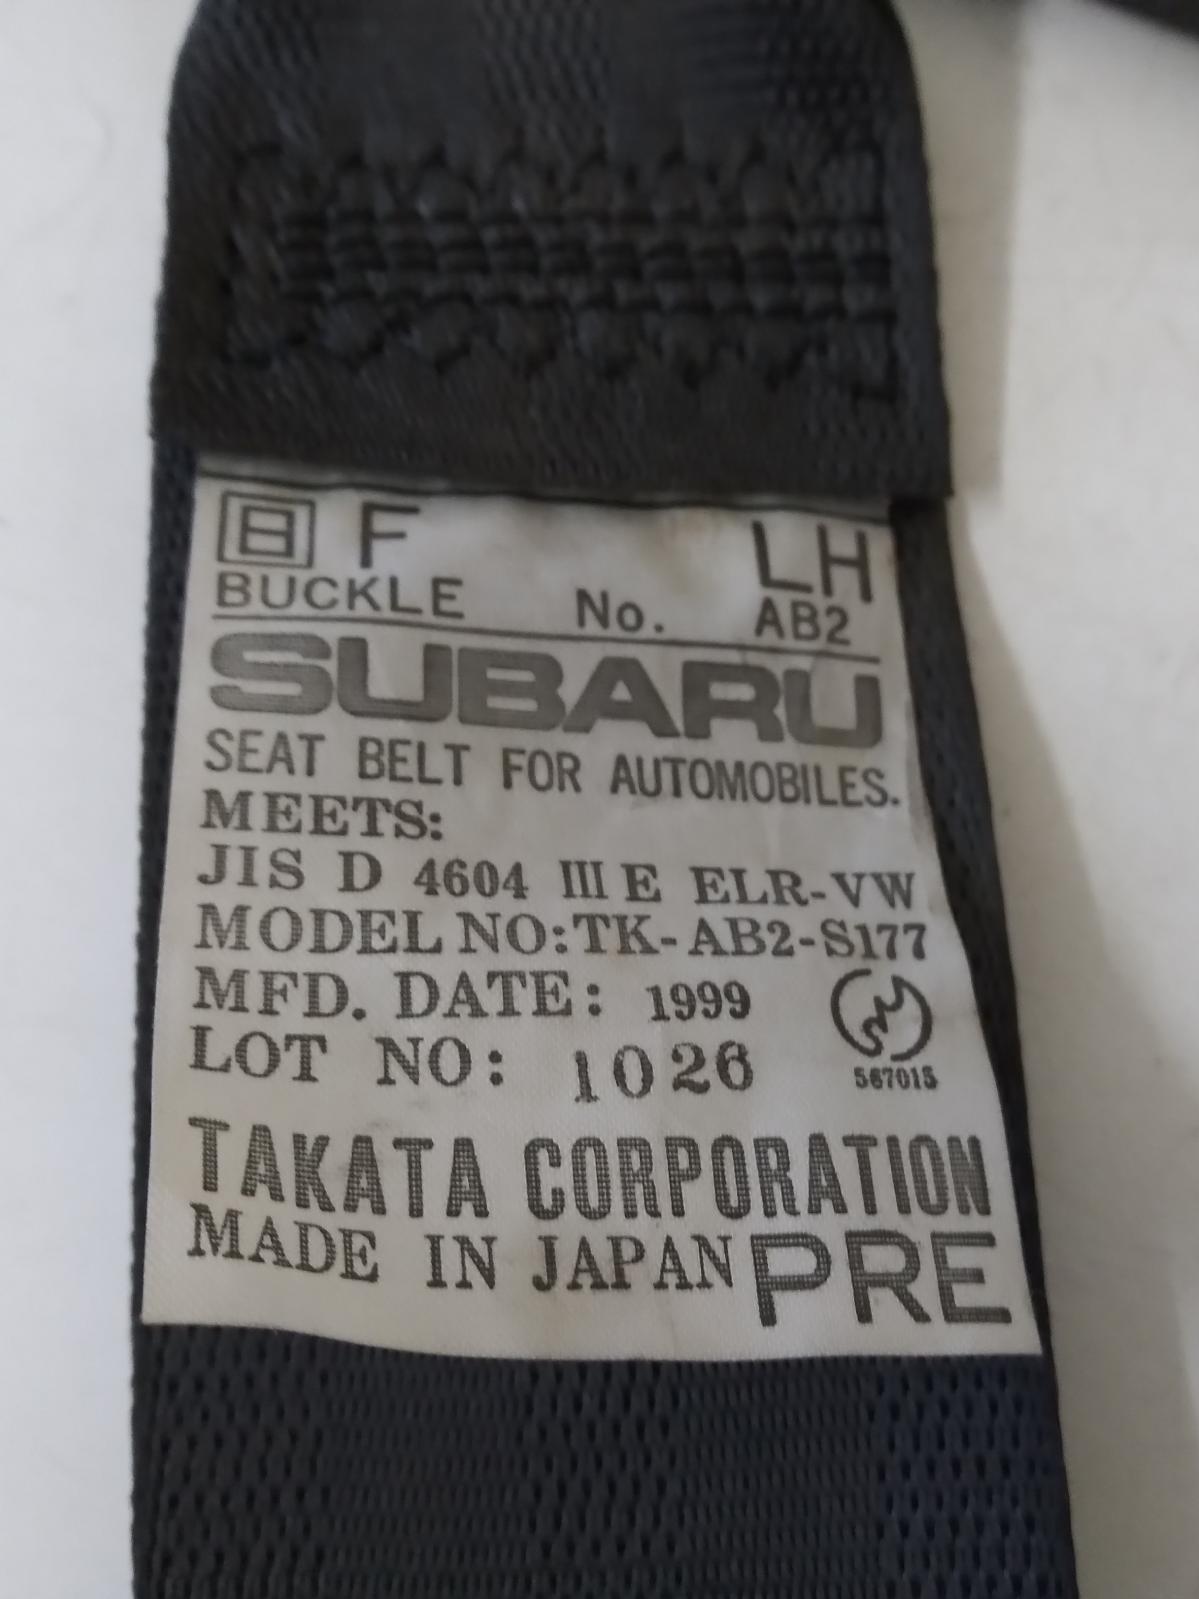 日 F LH
BUCKLE No. AB2
SUBARU
SEAT BELT FOR AUTOMOBILES.
MEETS:
JIS D 4604 III E ELR-VW
MODEL NO:TK-AB2-S177
MFD. DATE: 1999
LOT NO: 1026
567015
TAKATA CORPORATION
MADE IN JAPAN PRE